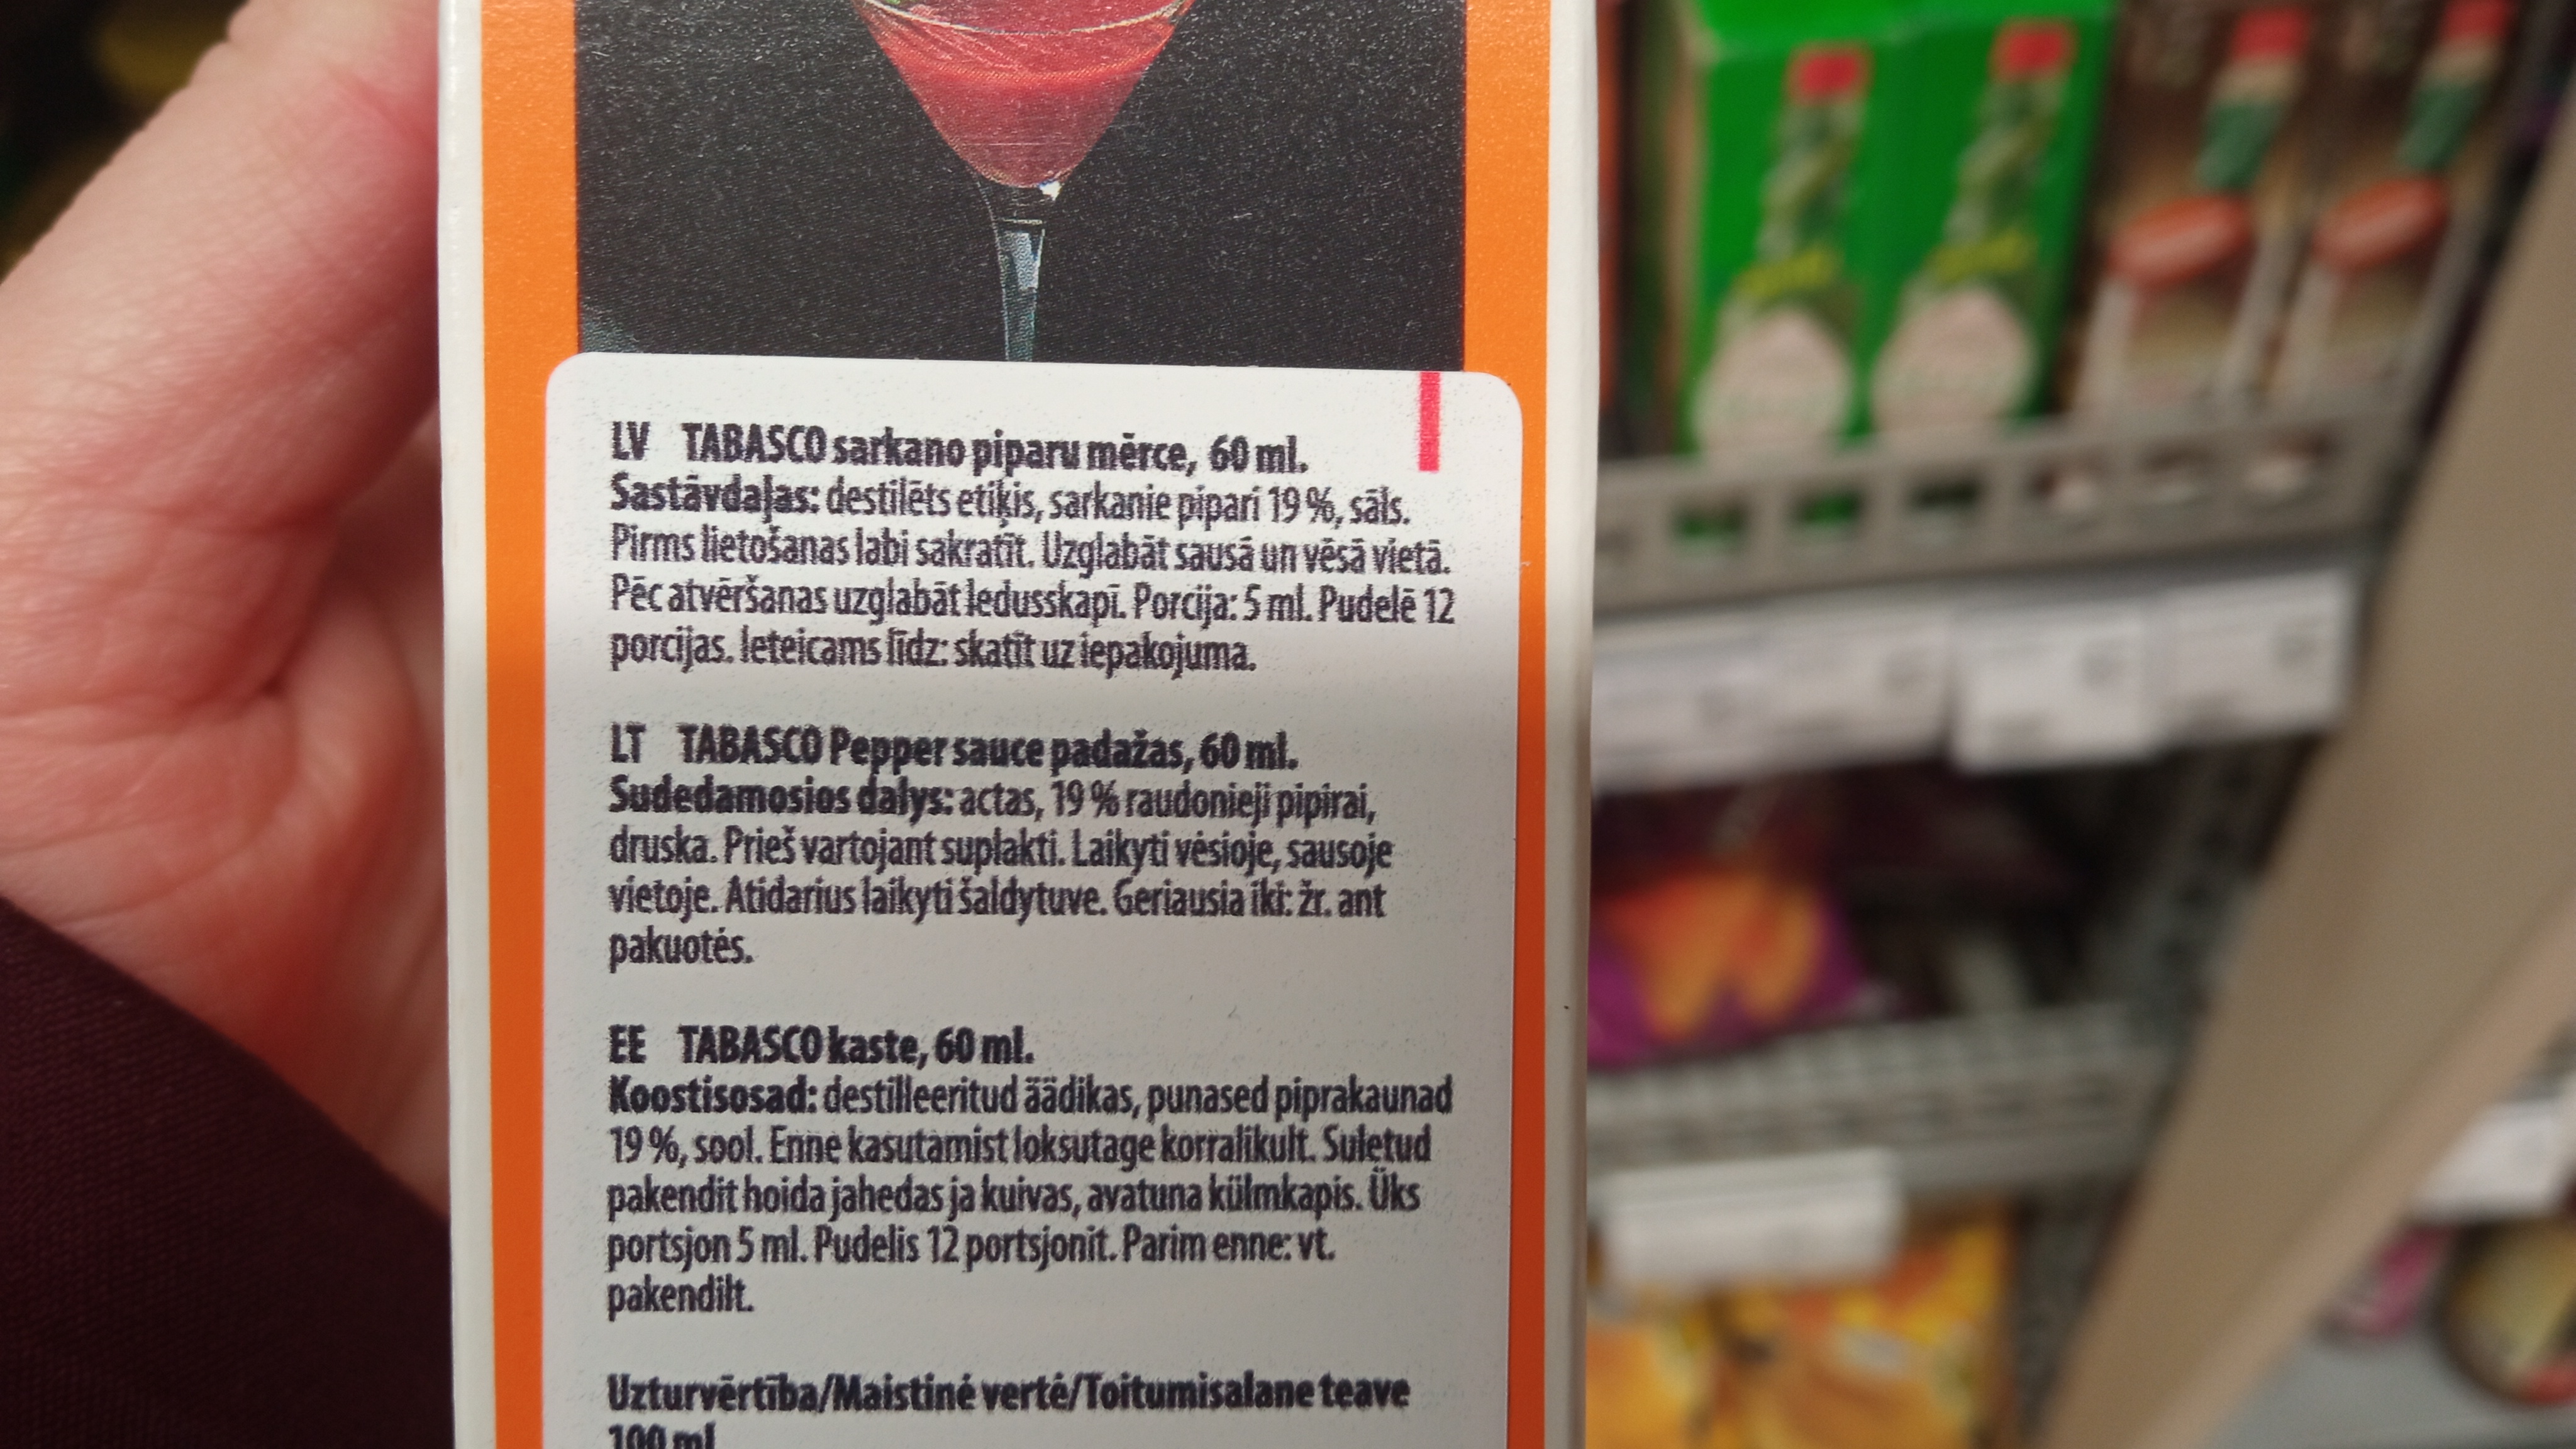 LV TABASCO sarkano piparu mērce, 60 ml.
Sastāvdaļas: destilēts etiķis, sarkanie pipari 19 %, sāls.
Pirms lietošanas labi sakratīt. Uzglabāt sausā un vēsā vietā.
Pēc atvēršanas uzglabāt ledusskapī. Porcija: 5 ml. Pudelē 12
porcijas. Ieteicams līdz: skatīt uz iepakojuma.
LT TABASCO Pepper sauce padažas, 60 ml.
Sudedamosios dalys: actas, 19 % raudonieji pipirai,
druska. Prieš vartojant suplakti. Laikyti vėsioje, sausoje
vietoje. Atidarius laikyti šaldytuve. Geriausia iki: žr. ant
pakuotės.
EE TABASCO kaste, 60 ml.
Koostisosad: destilleeritud äädikas, punased piprakaunad
19 %, sool. Enne kasutamist loksutage korralikult. Suletud
pakendit hoida jahedas ja kuivas, avatuna külmkapis. Üks
portsjon 5 ml. Pudelis 12 portsjonit. Parim enne: vt.
pakendilt.
Uzturvērtība/Maistinė vertė/Toitumisalane teave
100 ml